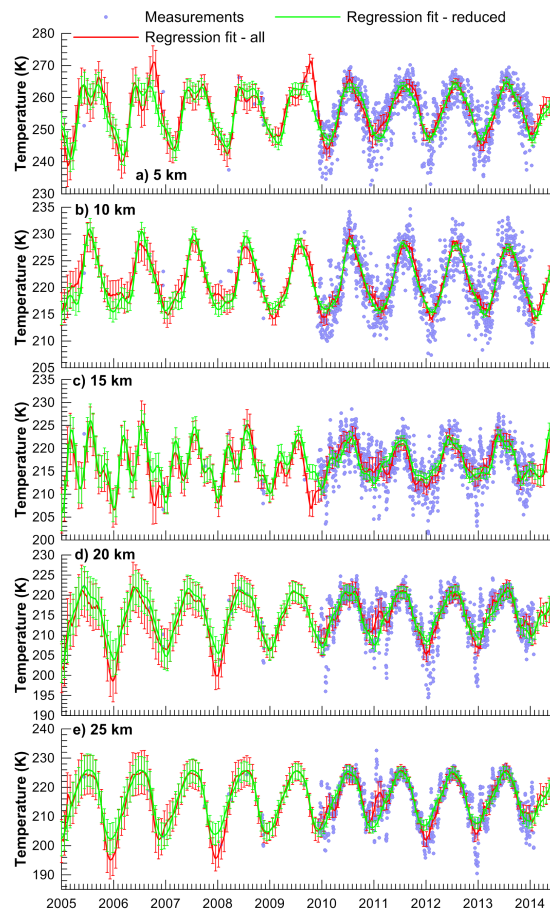 Measurements
Regression fit - reduced
Regression fit - all
280
270
260
250
240
230
Temperature (K)
a) 5 km
235
230
225
220
215
210
205
Temperature (K)
b) 10 km
235
230
225
220
215
210
205
200
Temperature (K)
c) 15 km
230
225
220
215
210
205
200
195
190
Temperature (K)
d) 20 km
240
230
220
210
200
190
Temperature (K)
e) 25 km
2005 2006 2007 2008 2009 2010 2011 2012 2013 2014